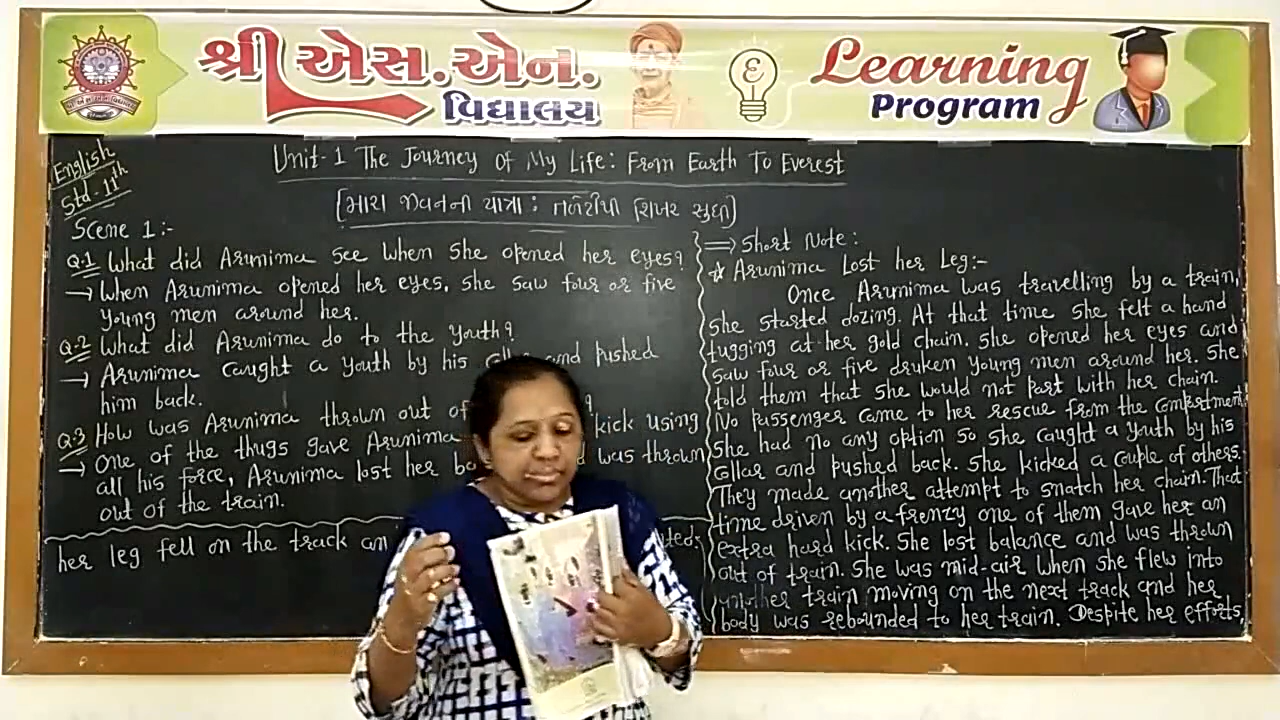 શ્રી એસ.એન.
વિદ્યાલય
Learning
Program
English
Std-11th
Unit-1 The Journey Of My Life: From Earth To Everest
[મારા જીવનની યાત્રા : તળેટીથી શિખર સુધી]
Scene 1:-
Q.1 What did Arunima see when she opened her eyes?
→ When Arunima opened her eyes, she saw four or five
young men around her.
Q.2 What did Arunima do to the youth?
→ Arunima caught a youth by his and pushed
him back.
Q.3 How was Arunima thrown out of ?
→ One of the thugs gave Arunima kick using
all his force, Arunima lost her was thrown
out of the train.
her leg fell on the track
⇒ Short Note:
☆ Arunima Lost her Leg:-
Once Arunima was travelling by a train,
she started dozing. At that time she felt a hand
tugging at her gold chain. She opened her eyes and
saw four or five druken young men around her. She
told them that she would not part with her chain.
No passenger came to her rescue from the compartment.
She had no any option so she caught a youth by his
collar and pushed back. She kicked a couple of others.
They made another attempt to snatch her chain. That
time driven by a frenzy one of them gave her an
extra hard kick. She lost balance and was thrown
out of train. She was mid-air when she flew into
another train moving on the next track and her
body was rebounded to her train. Despite her efforts,